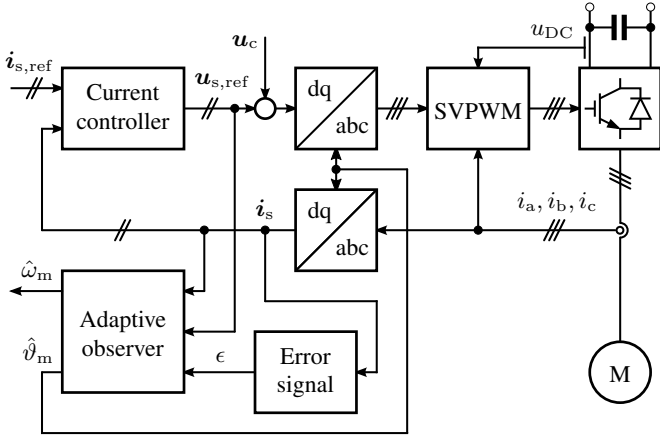 u_DC
u_c
i_s,ref
u_s,ref
Current
controller
dq
abc
SVPWM
i_s
dq
abc
i_a, i_b, i_c
ω̂_m
Adaptive
observer
ϑ̂_m
ϵ
Error
signal
M